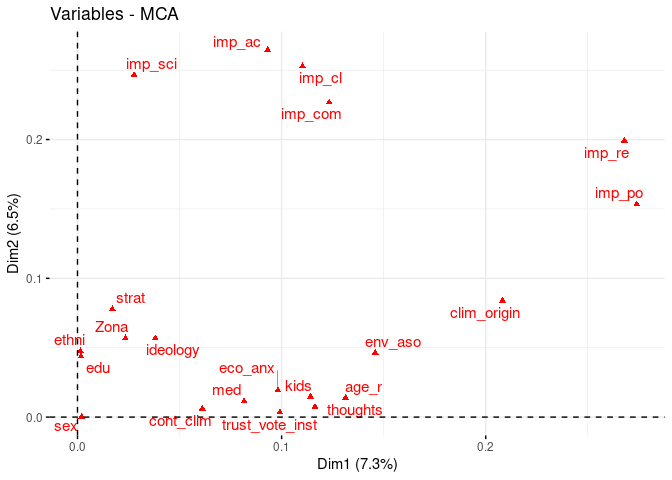 Variables - MCA
imp_ac
imp_sci
imp_cl
imp_com
imp_re
imp_po
clim_origin
strat
Zona
ethni
ideology
edu
env_aso
eco_anx
med
kids
age_r
thoughts
cont_clim
trust_vote_inst
sex
0.2
0.1
0.0
Dim2 (6.5%)
0.0
0.1
0.2
Dim1 (7.3%)